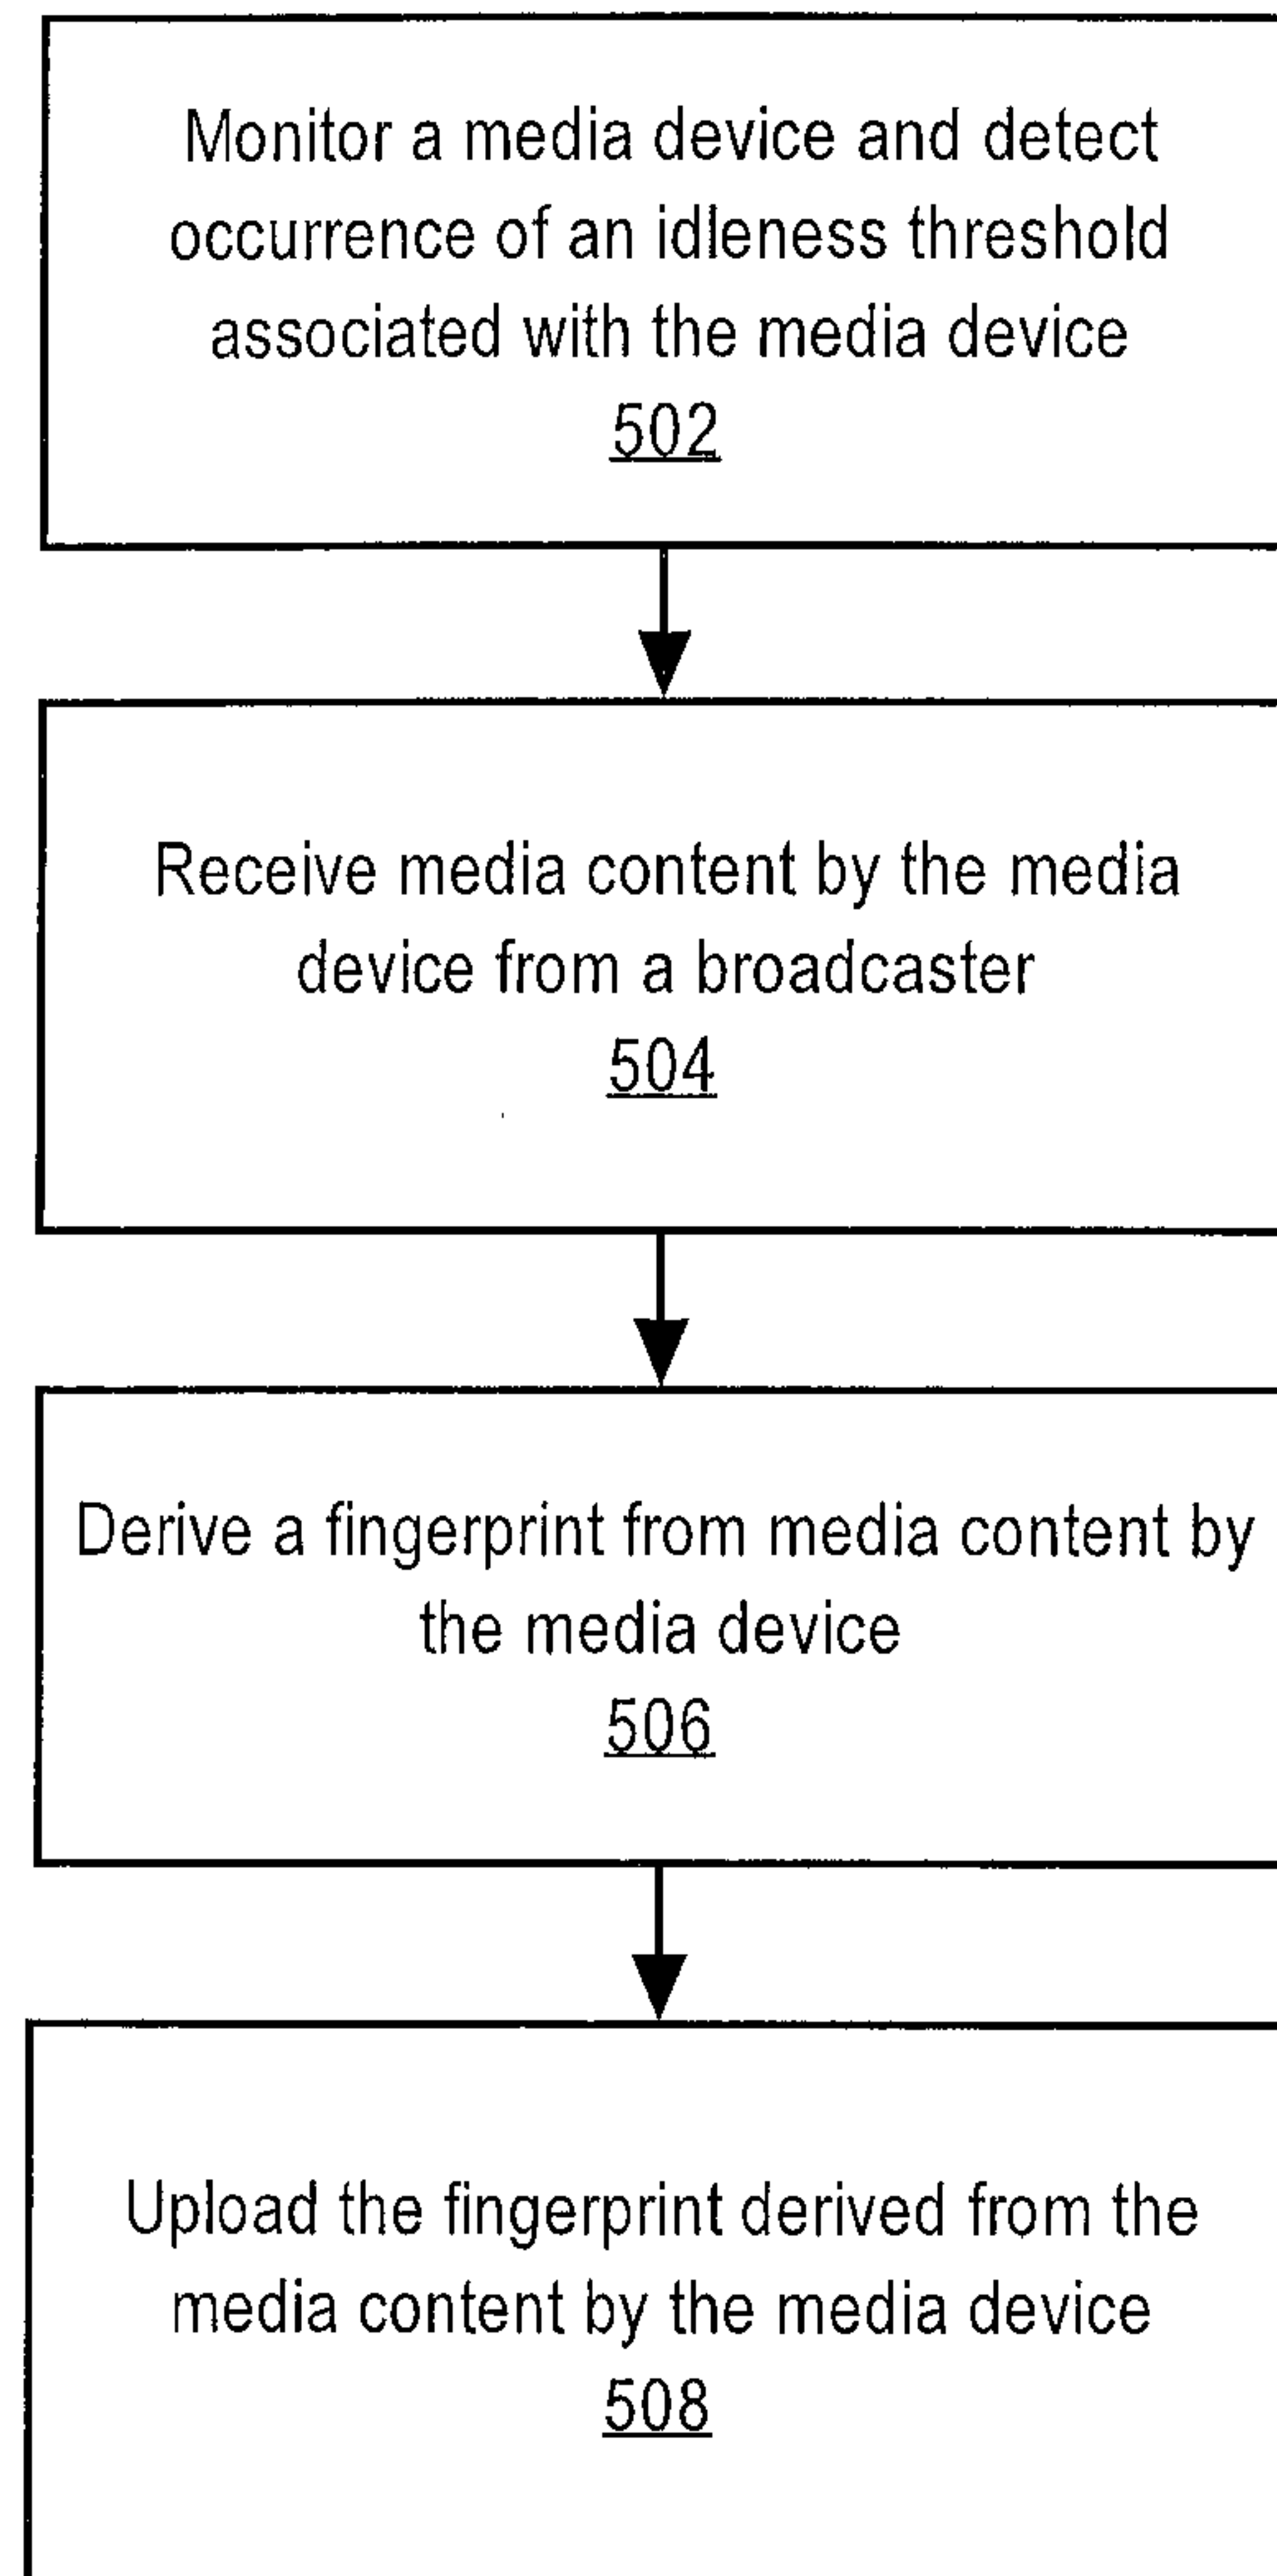 Monitor a media device and detect
occurrence of an idleness threshold
associated with the media device
502
Receive media content by the media
device from a broadcaster
504
Derive a fingerprint from media content by
the media device
506
Upload the fingerprint derived from the
media content by the media device
508